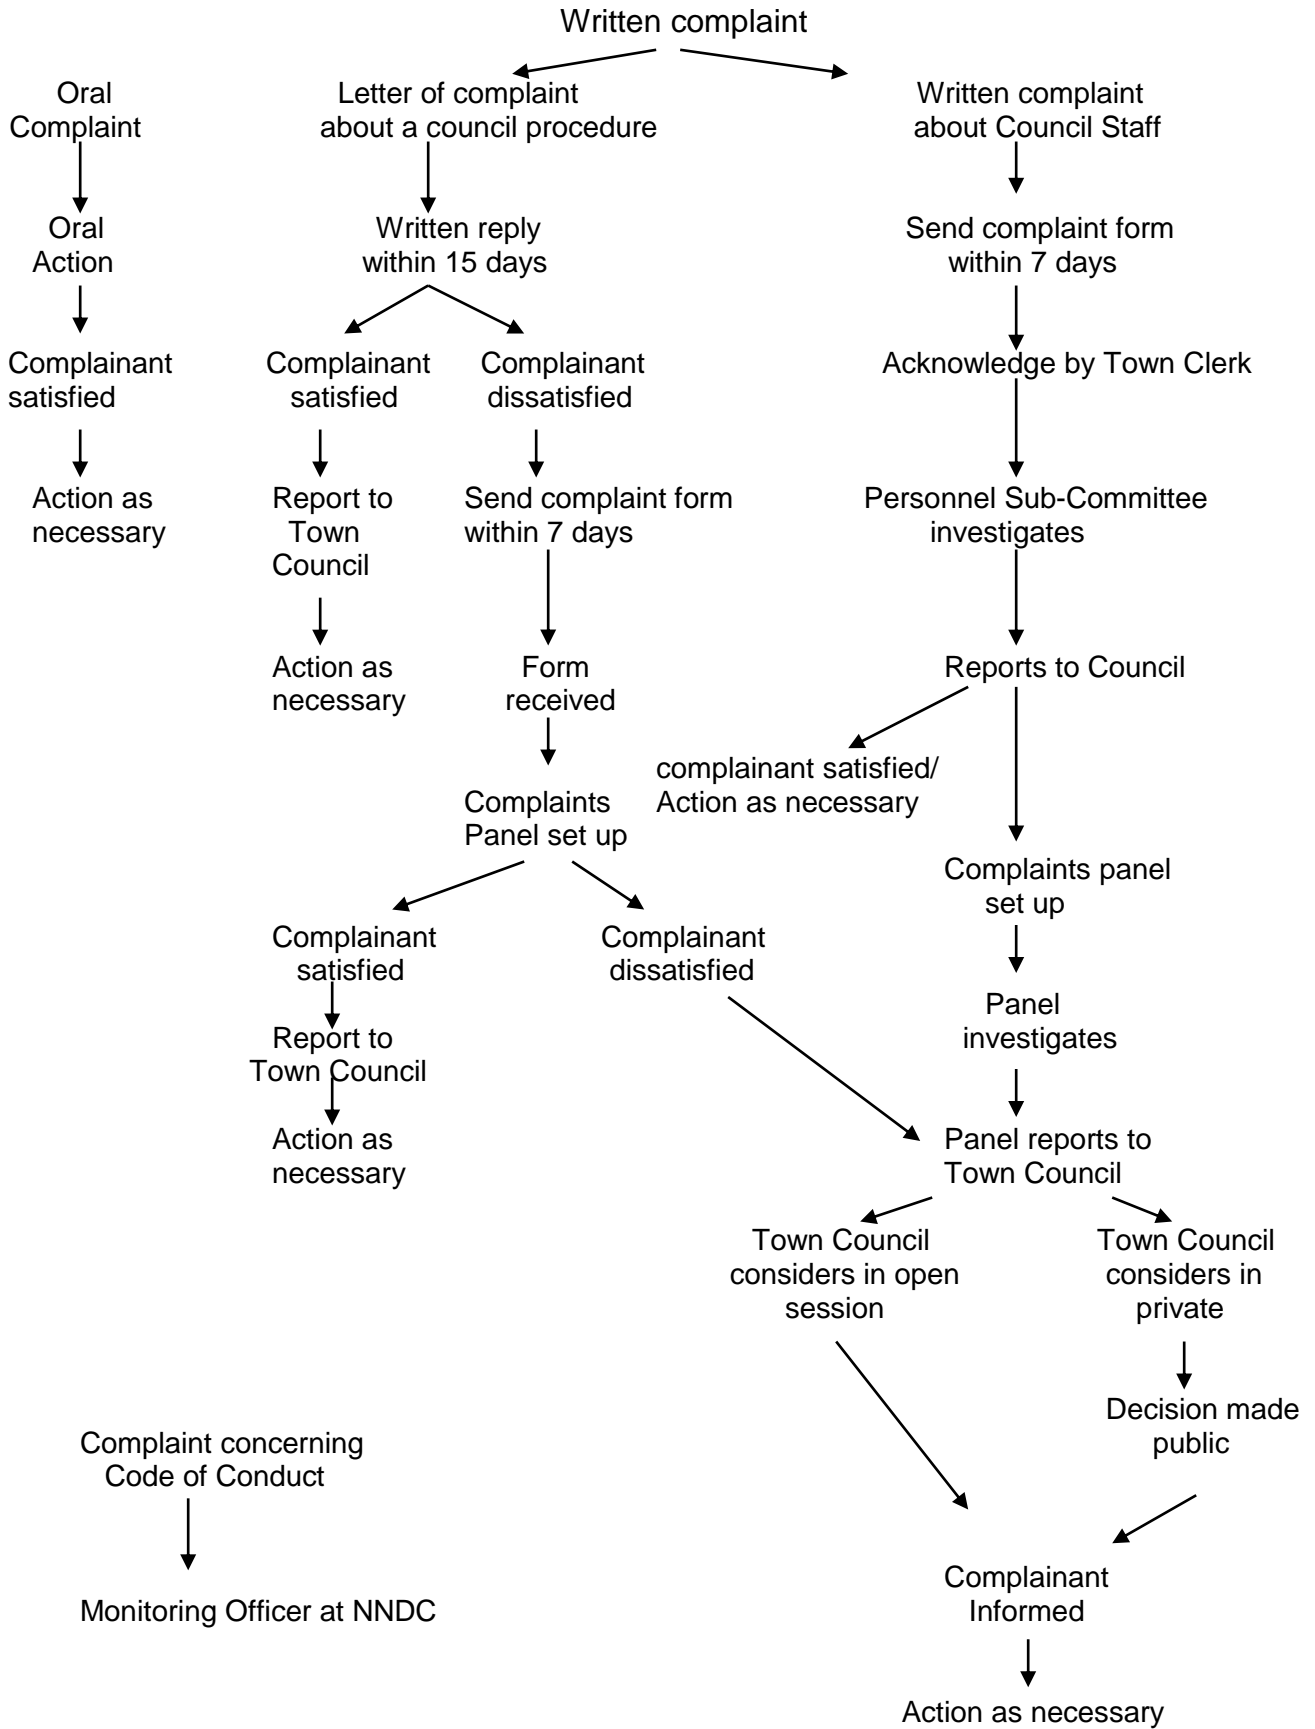 Written complaint
Oral
Complaint
Letter of complaint
about a council procedure
Written complaint
about Council Staff
Oral
Action
Written reply
within 15 days
Send complaint form
within 7 days
Complainant
satisfied
Complainant
satisfied
Complainant
dissatisfied
Acknowledge by Town Clerk
Action as
necessary
Report to
Town
Council
Send complaint form
within 7 days
Personnel Sub-Committee
investigates
Action as
necessary
Form
received
Reports to Council
complainant satisfied/
Action as necessary
Complaints
Panel set up
Complaints panel
set up
Complainant
satisfied
Complainant
dissatisfied
Panel
investigates
Report to
Town Council
Action as
necessary
Panel reports to
Town Council
Town Council
considers in open
session
Town Council
considers in
private
Decision made
public
Complaint concerning
Code of Conduct
Monitoring Officer at NNDC
Complainant
Informed
Action as necessary